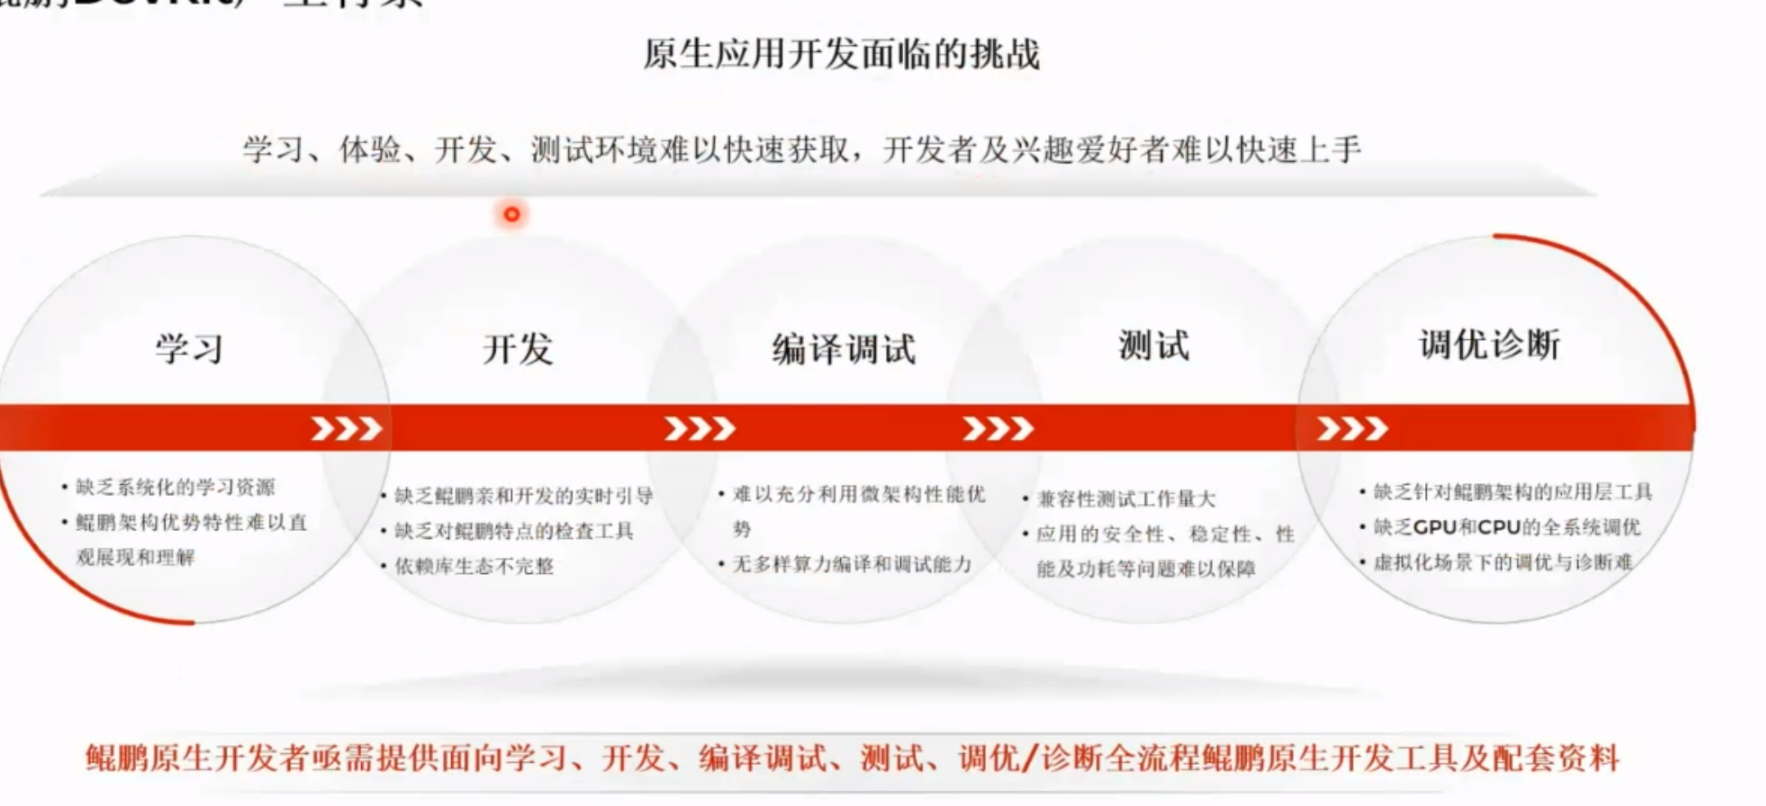 原生应用开发面临的挑战
学习、体验、开发、测试环境难以快速获取，开发者及兴趣爱好者难以快速上手
学习
开发
编译调试
测试
调优诊断
• 缺乏系统化的学习资源
• 鲲鹏架构优势特性难以直
观展现和理解
• 缺乏鲲鹏亲和开发的实时引导
• 缺乏对鲲鹏特点的检查工具
• 依赖库生态不完整
• 难以充分利用微架构性能优
势
• 无多样算力编译和调试能力
• 兼容性测试工作量大
• 应用的安全性、稳定性、性
能及功耗等问题难以保障
• 缺乏针对鲲鹏架构的应用层工具
• 缺乏GPU和CPU的全系统调优
• 虚拟化场景下的调优与诊断难
鲲鹏原生开发者亟需提供面向学习、开发、编译调试、测试、调优/诊断全流程鲲鹏原生开发工具及配套资料